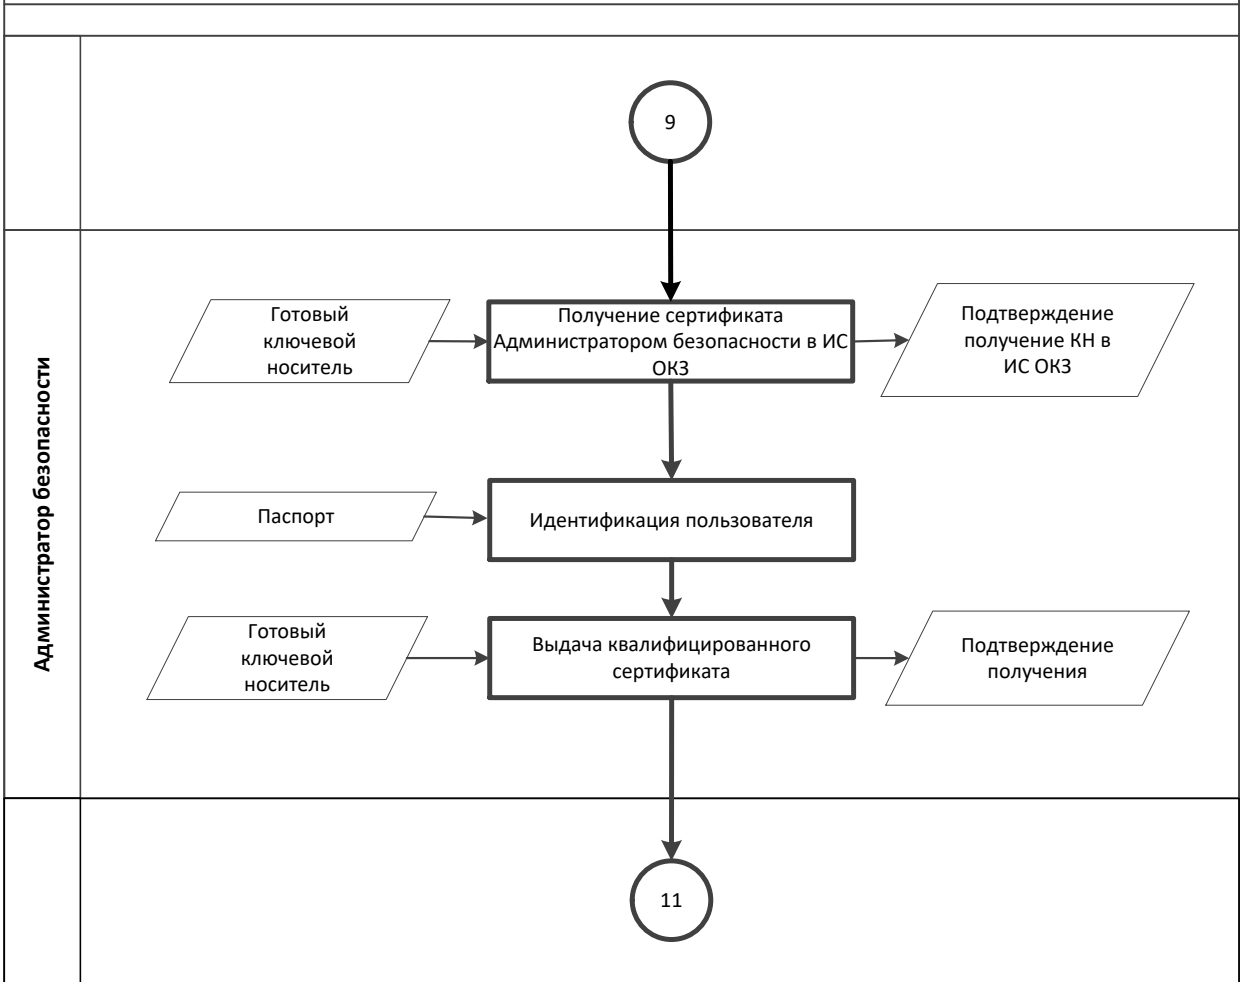 9
Готовый
ключевой
носитель
Получение сертификата
Администратором безопасности в ИС
ОКЗ
Подтверждение
получение КН в
ИС ОКЗ
Администратор безопасности
Паспорт
Идентификация пользователя
Готовый
ключевой
носитель
Выдача квалифицированного
сертификата
Подтверждение
получения
11